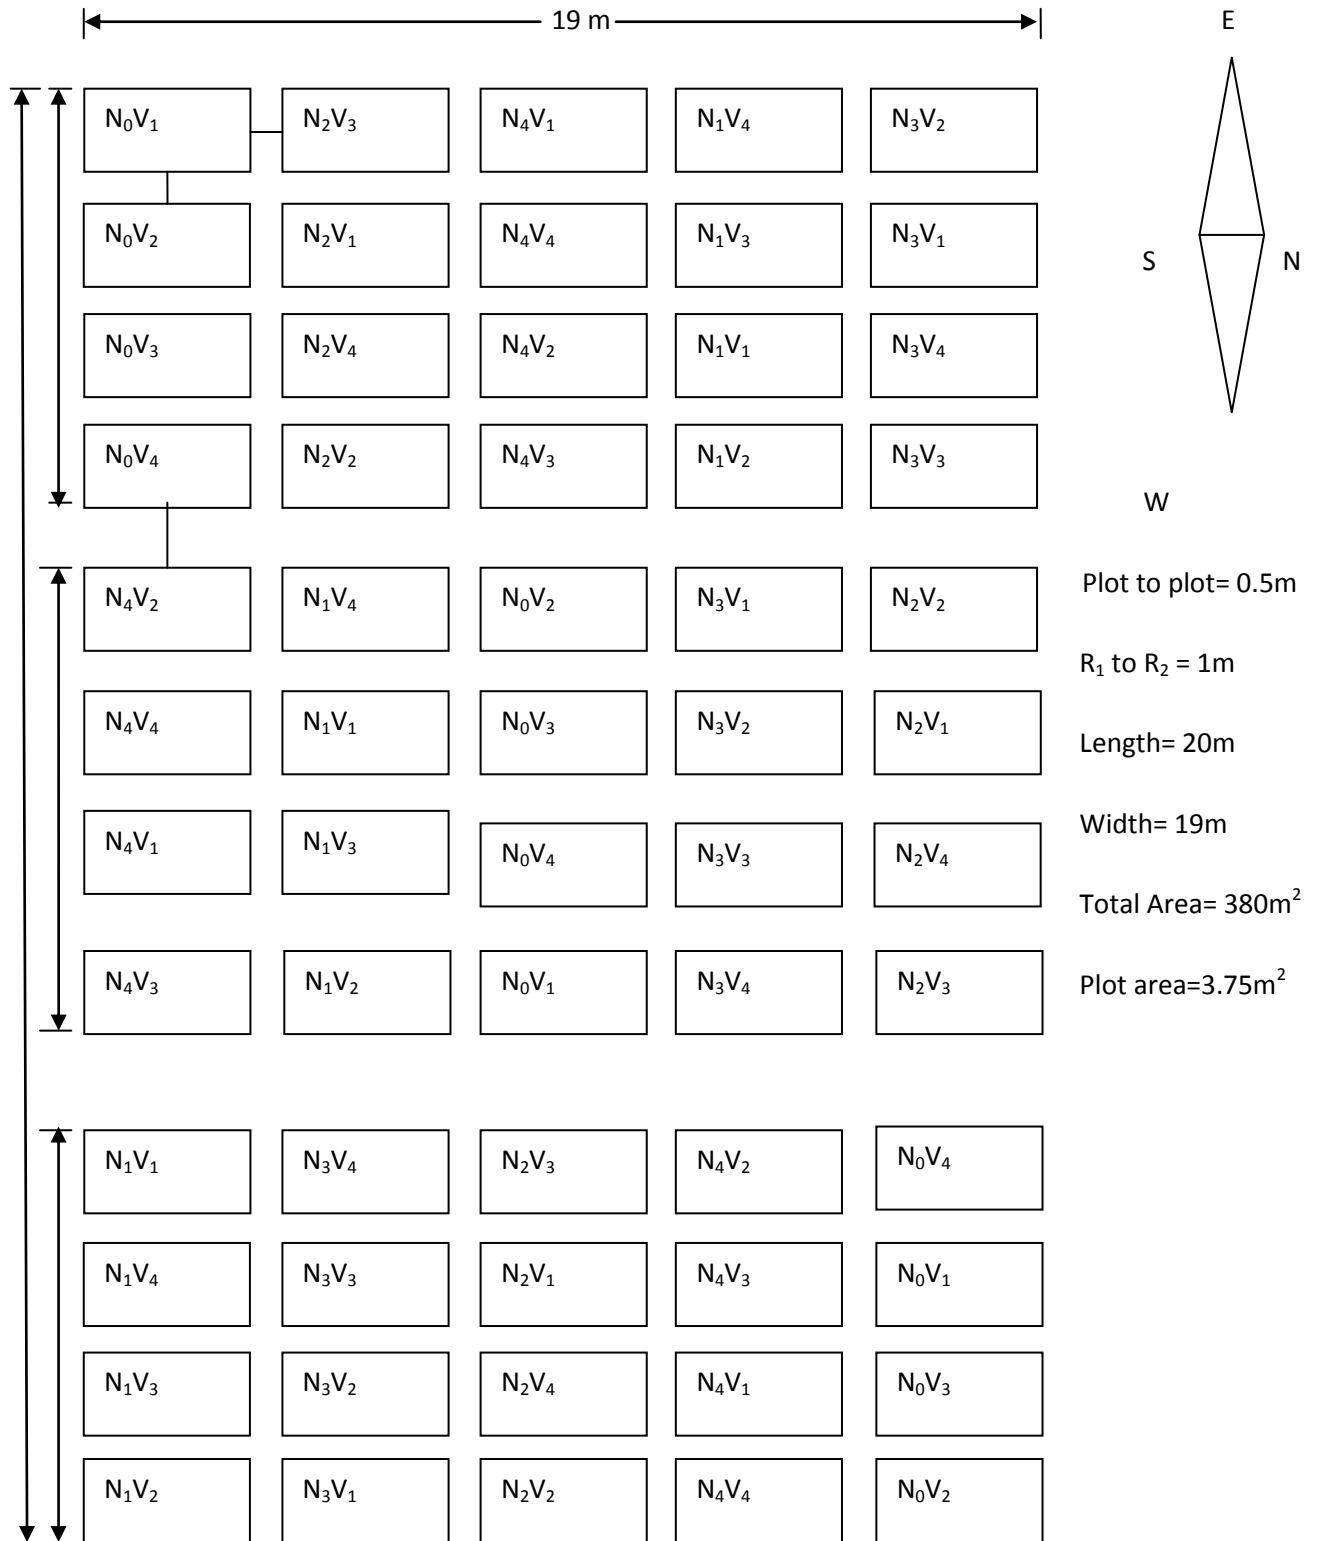 19 m
E
N₀V₁ N₂V₃ N₄V₁ N₁V₄ N₃V₂
N₀V₂ N₂V₁ N₄V₄ N₁V₃ N₃V₁
S N
N₀V₃ N₂V₄ N₄V₂ N₁V₁ N₃V₄
N₀V₄ N₂V₂ N₄V₃ N₁V₂ N₃V₃
W
N₄V₂ N₁V₄ N₀V₂ N₃V₁ N₂V₂
Plot to plot= 0.5m
R₁ to R₂ = 1m
N₄V₄ N₁V₁ N₀V₃ N₃V₂ N₂V₁
Length= 20m
Width= 19m
N₄V₁ N₁V₃ N₀V₄ N₃V₃ N₂V₄
Total Area= 380m²
N₄V₃ N₁V₂ N₀V₁ N₃V₄ N₂V₃
Plot area=3.75m²
N₁V₁ N₃V₄ N₂V₃ N₄V₂ N₀V₄
N₁V₄ N₃V₃ N₂V₁ N₄V₃ N₀V₁
N₁V₃ N₃V₂ N₂V₄ N₄V₁ N₀V₃
N₁V₂ N₃V₁ N₂V₂ N₄V₄ N₀V₂